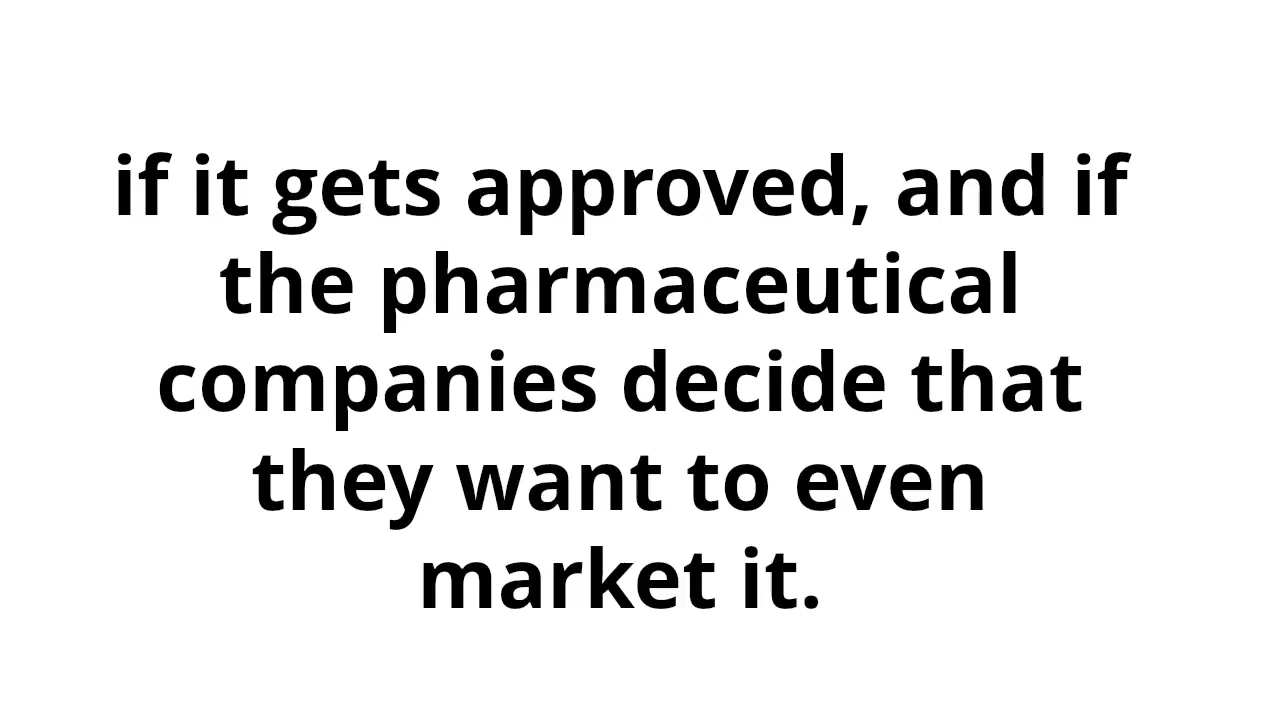 if it gets approved, and if
the pharmaceutical
companies decide that
they want to even
market it.